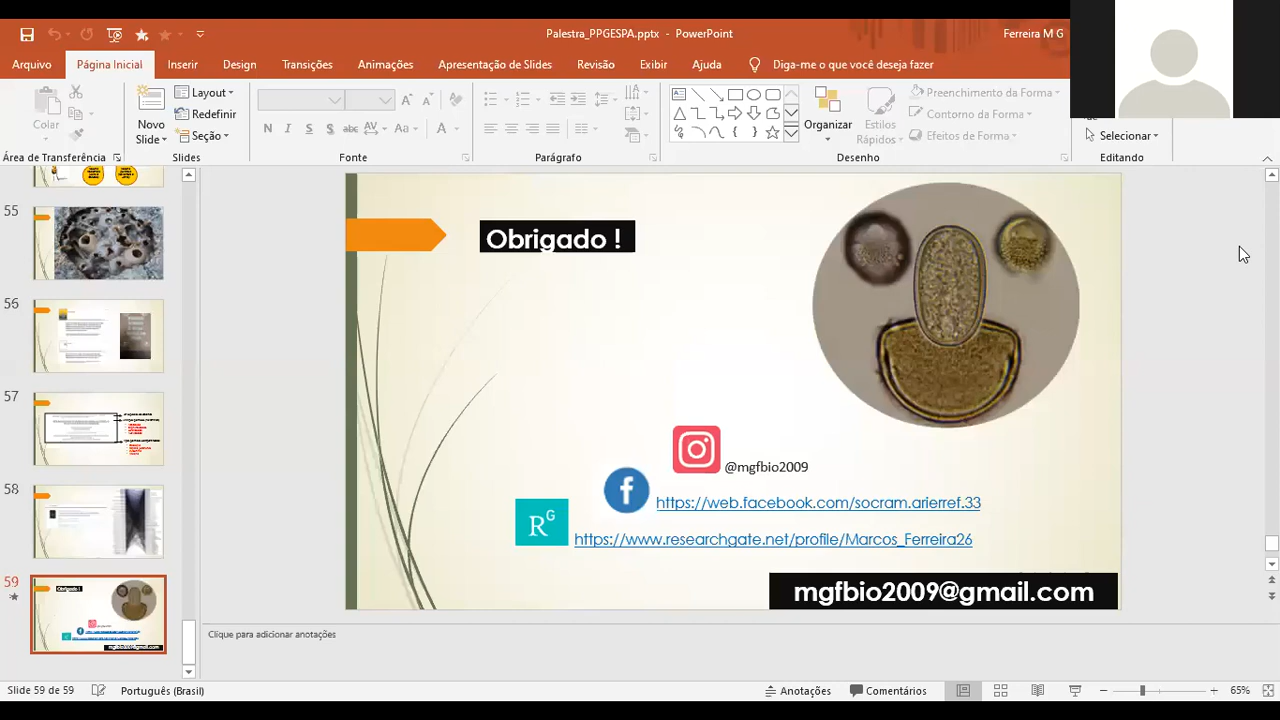 Palestra_PPGESPA.pptx - PowerPoint
Ferreira M G
Arquivo
Página Inicial
Inserir
Design
Transições
Animações
Apresentação de Slides
Revisão
Exibir
Ajuda
Diga-me o que você deseja fazer
Colar
Novo
Slide
Layout
Redefinir
Seção
Organizar
Estilos
Rápidos
Preenchimento da Forma
Contorno da Forma
Efeitos de Forma
Selecionar
Área de Transferência
Slides
Fonte
Parágrafo
Desenho
Editando
55
56
57
58
59
Obrigado !
@mgfbio2009
https://web.facebook.com/socram.arierref.33
RG
https://www.researchgate.net/profile/Marcos_Ferreira26
mgfbio2009@gmail.com
Clique para adicionar anotações
Slide 59 de 59
Português (Brasil)
Anotações
Comentários
65%